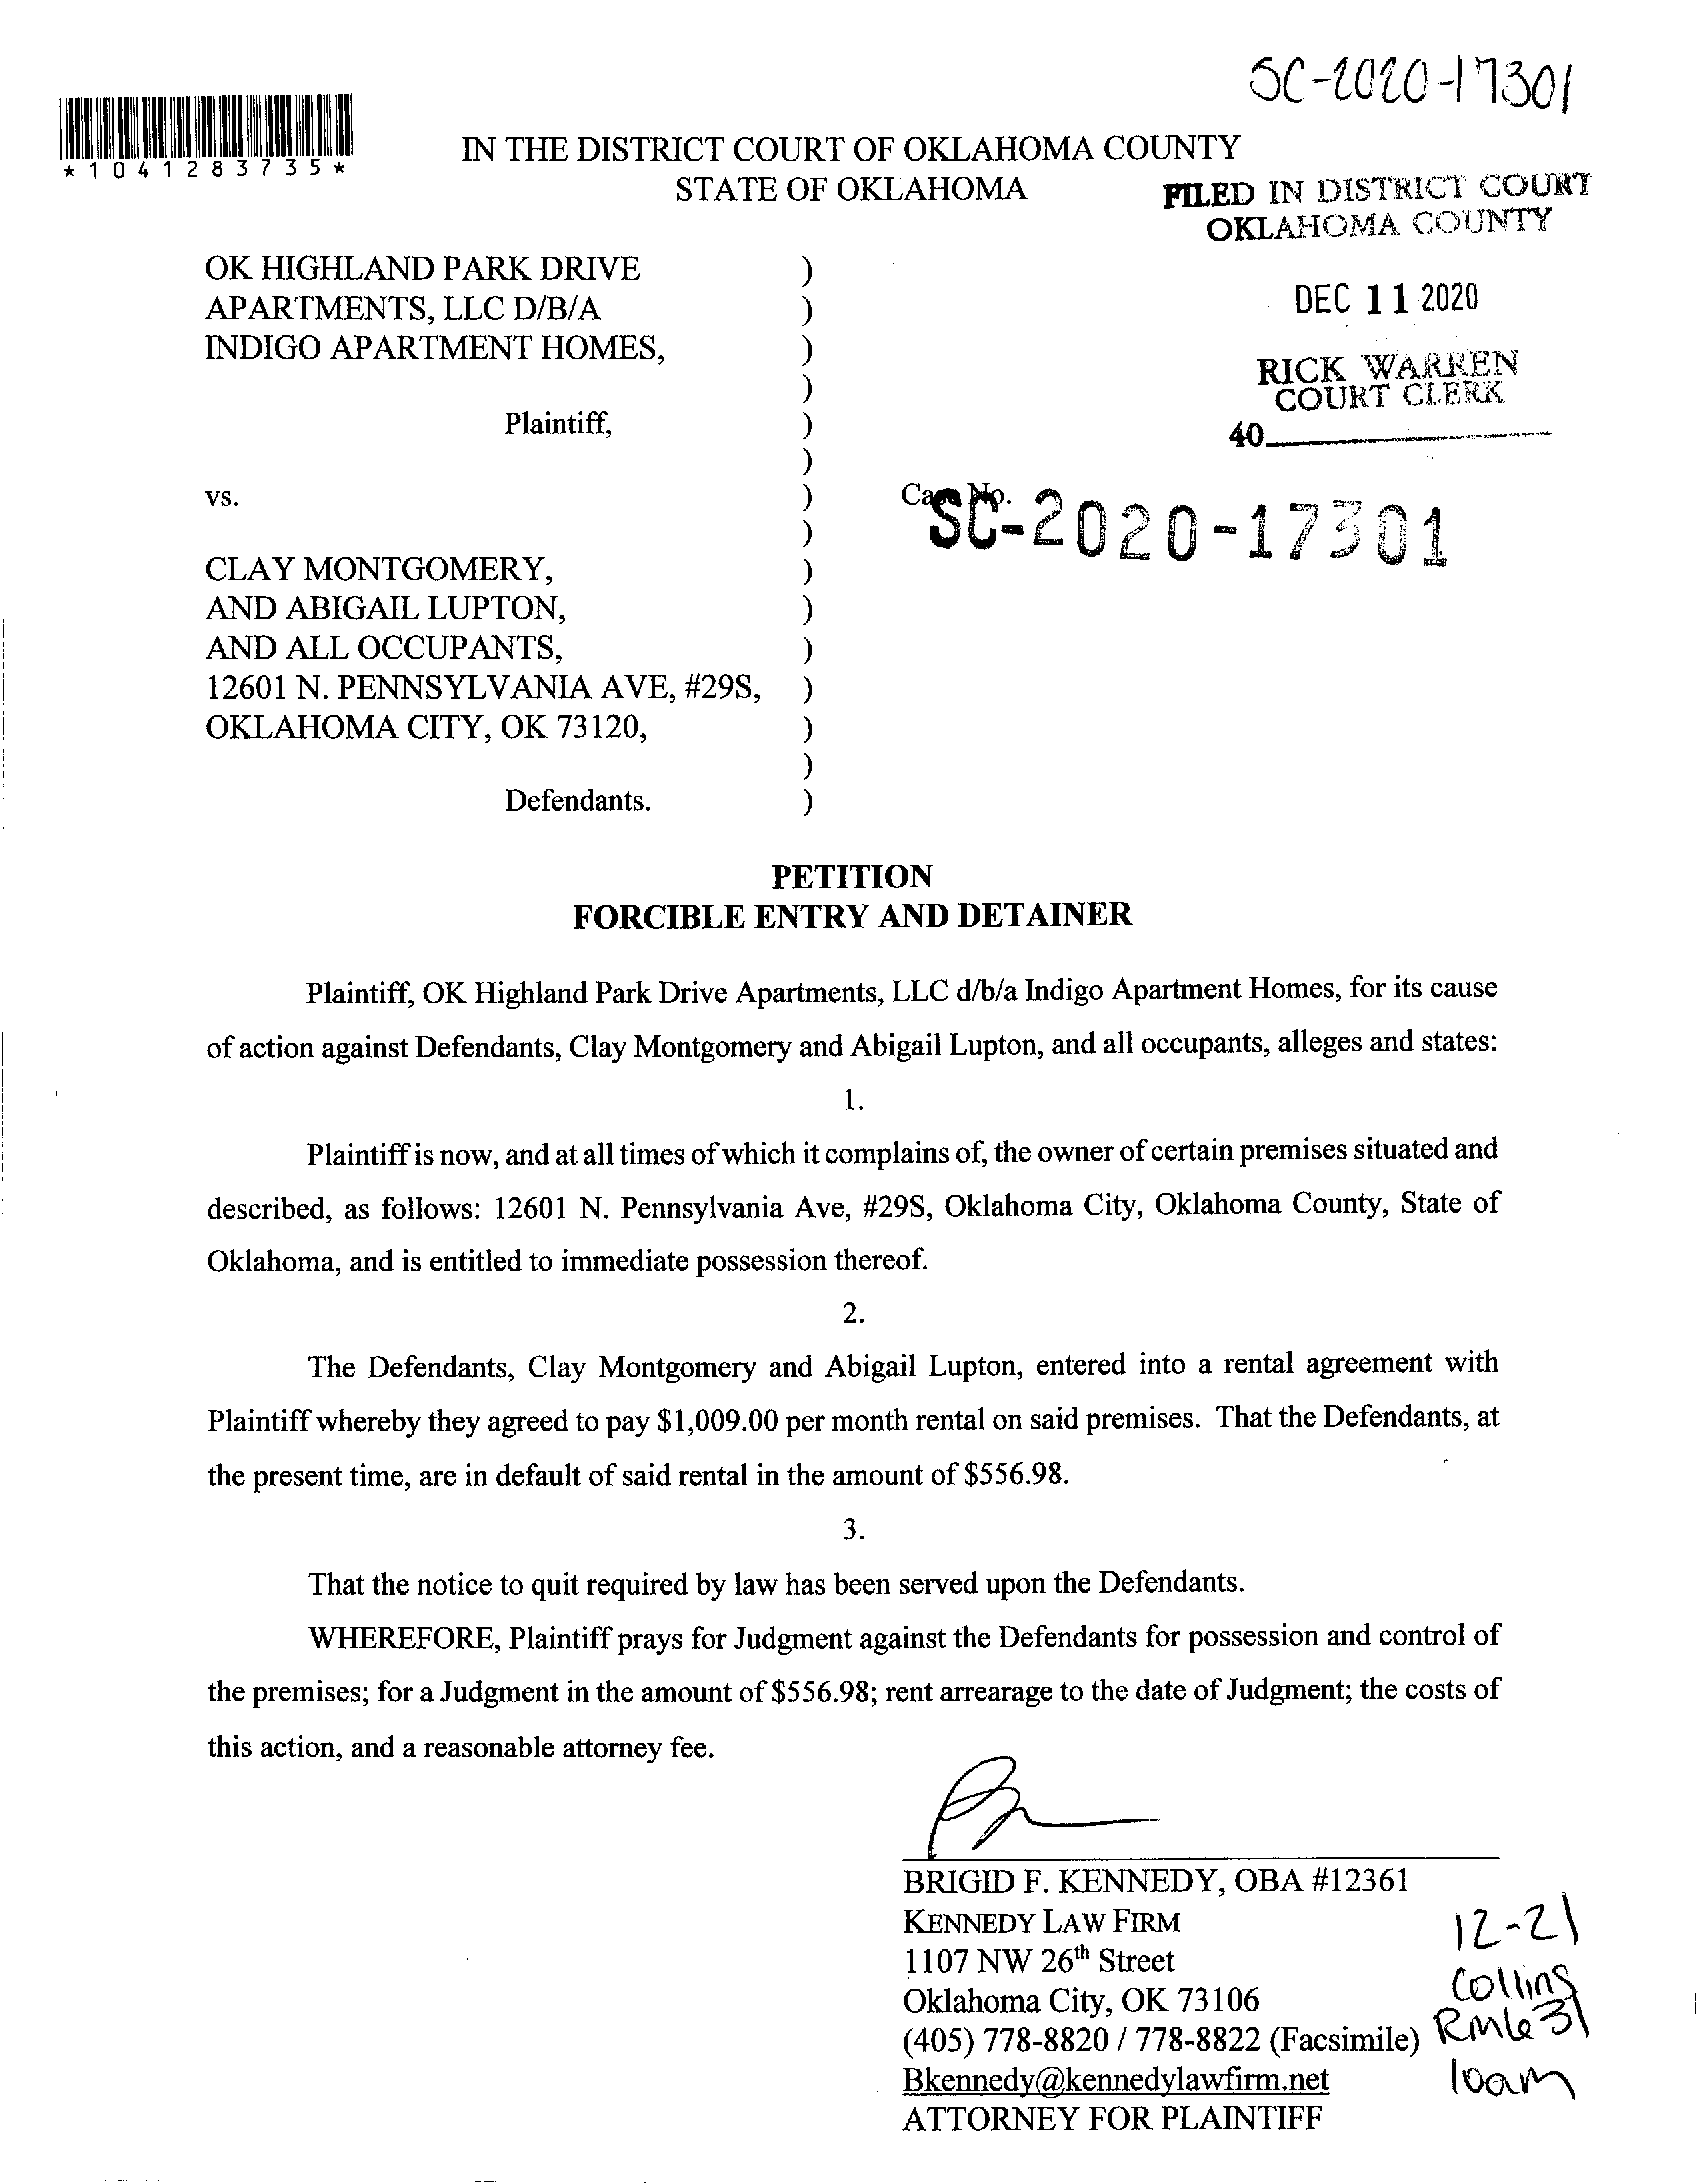 SC-2020-17301
*1041283735*
IN THE DISTRICT COURT OF OKLAHOMA COUNTY
STATE OF OKLAHOMA
FILED IN DISTRICT COURT
OKLAHOMA COUNTY
DEC 11 2020
RICK WARREN
COURT CLERK
40
OK HIGHLAND PARK DRIVE )
APARTMENTS, LLC D/B/A )
INDIGO APARTMENT HOMES, )
)
Plaintiff, )
)
vs. ) Case No.
SC-2020-17301
)
CLAY MONTGOMERY, )
AND ABIGAIL LUPTON, )
AND ALL OCCUPANTS, )
12601 N. PENNSYLVANIA AVE, #29S, )
OKLAHOMA CITY, OK 73120, )
)
Defendants. )
PETITION
FORCIBLE ENTRY AND DETAINER
Plaintiff, OK Highland Park Drive Apartments, LLC d/b/a Indigo Apartment Homes, for its cause
of action against Defendants, Clay Montgomery and Abigail Lupton, and all occupants, alleges and states:
1.
Plaintiff is now, and at all times of which it complains of, the owner of certain premises situated and
described, as follows: 12601 N. Pennsylvania Ave, #29S, Oklahoma City, Oklahoma County, State of
Oklahoma, and is entitled to immediate possession thereof.
2.
The Defendants, Clay Montgomery and Abigail Lupton, entered into a rental agreement with
Plaintiff whereby they agreed to pay $1,009.00 per month rental on said premises. That the Defendants, at
the present time, are in default of said rental in the amount of $556.98.
3.
That the notice to quit required by law has been served upon the Defendants.
WHEREFORE, Plaintiff prays for Judgment against the Defendants for possession and control of
the premises; for a Judgment in the amount of $556.98; rent arrearage to the date of Judgment; the costs of
this action, and a reasonable attorney fee.
BRIGID F. KENNEDY, OBA #12361
KENNEDY LAW FIRM
1107 NW 26th Street
Oklahoma City, OK 73106
(405) 778-8820 / 778-8822 (Facsimile)
Bkennedy@kennedylawfirm.net
ATTORNEY FOR PLAINTIFF
12-21
Collins
10am